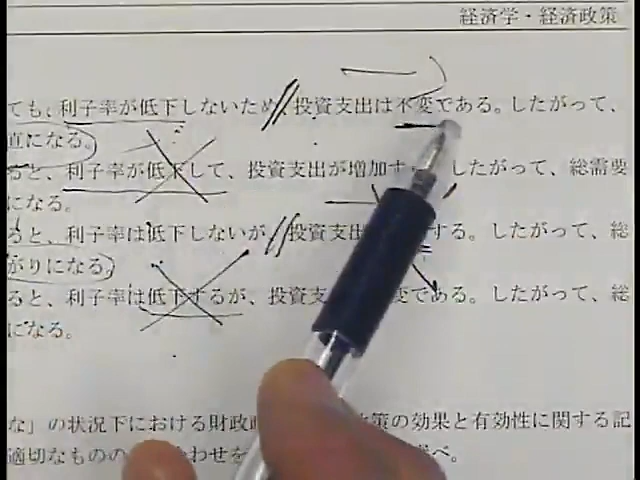 経済学・経済政策
ても、利子率が低下しないため、投資支出は不変である。したがって、
直になる。
ると、利子率が低下して、投資支出が増加す したがって、総需要
になる。
ると、利子率は低下しないが、投資支出 する。したがって、総
がりになる。
ると、利子率は低下するが、投資支 変である。したがって、総
になる。
な」の状況下における財政政 策の効果と有効性に関する記
適切なものの わせを べ。